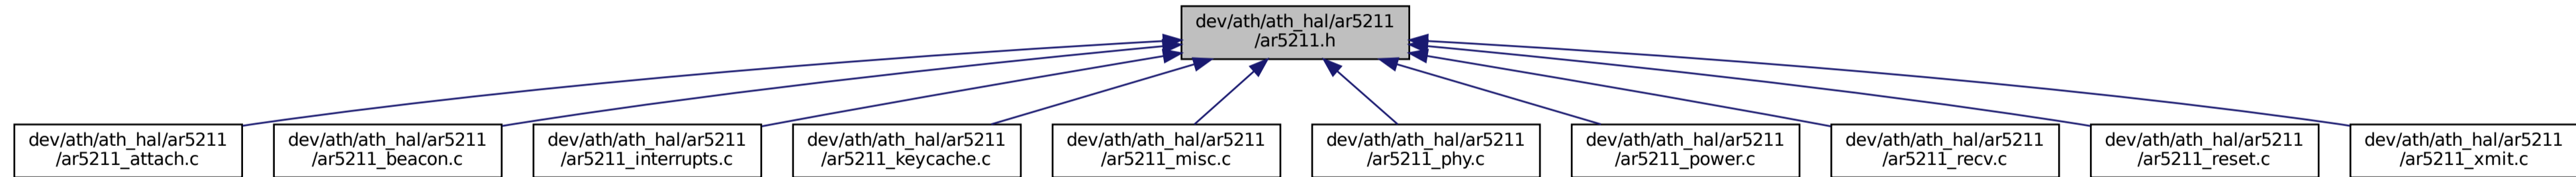 dev/ath/ath_hal/ar5211
/ar5211.h
dev/ath/ath_hal/ar5211
/ar5211_attach.c
dev/ath/ath_hal/ar5211
/ar5211_beacon.c
dev/ath/ath_hal/ar5211
/ar5211_interrupts.c
dev/ath/ath_hal/ar5211
/ar5211_keycache.c
dev/ath/ath_hal/ar5211
/ar5211_misc.c
dev/ath/ath_hal/ar5211
/ar5211_phy.c
dev/ath/ath_hal/ar5211
/ar5211_power.c
dev/ath/ath_hal/ar5211
/ar5211_recv.c
dev/ath/ath_hal/ar5211
/ar5211_reset.c
dev/ath/ath_hal/ar5211
/ar5211_xmit.c